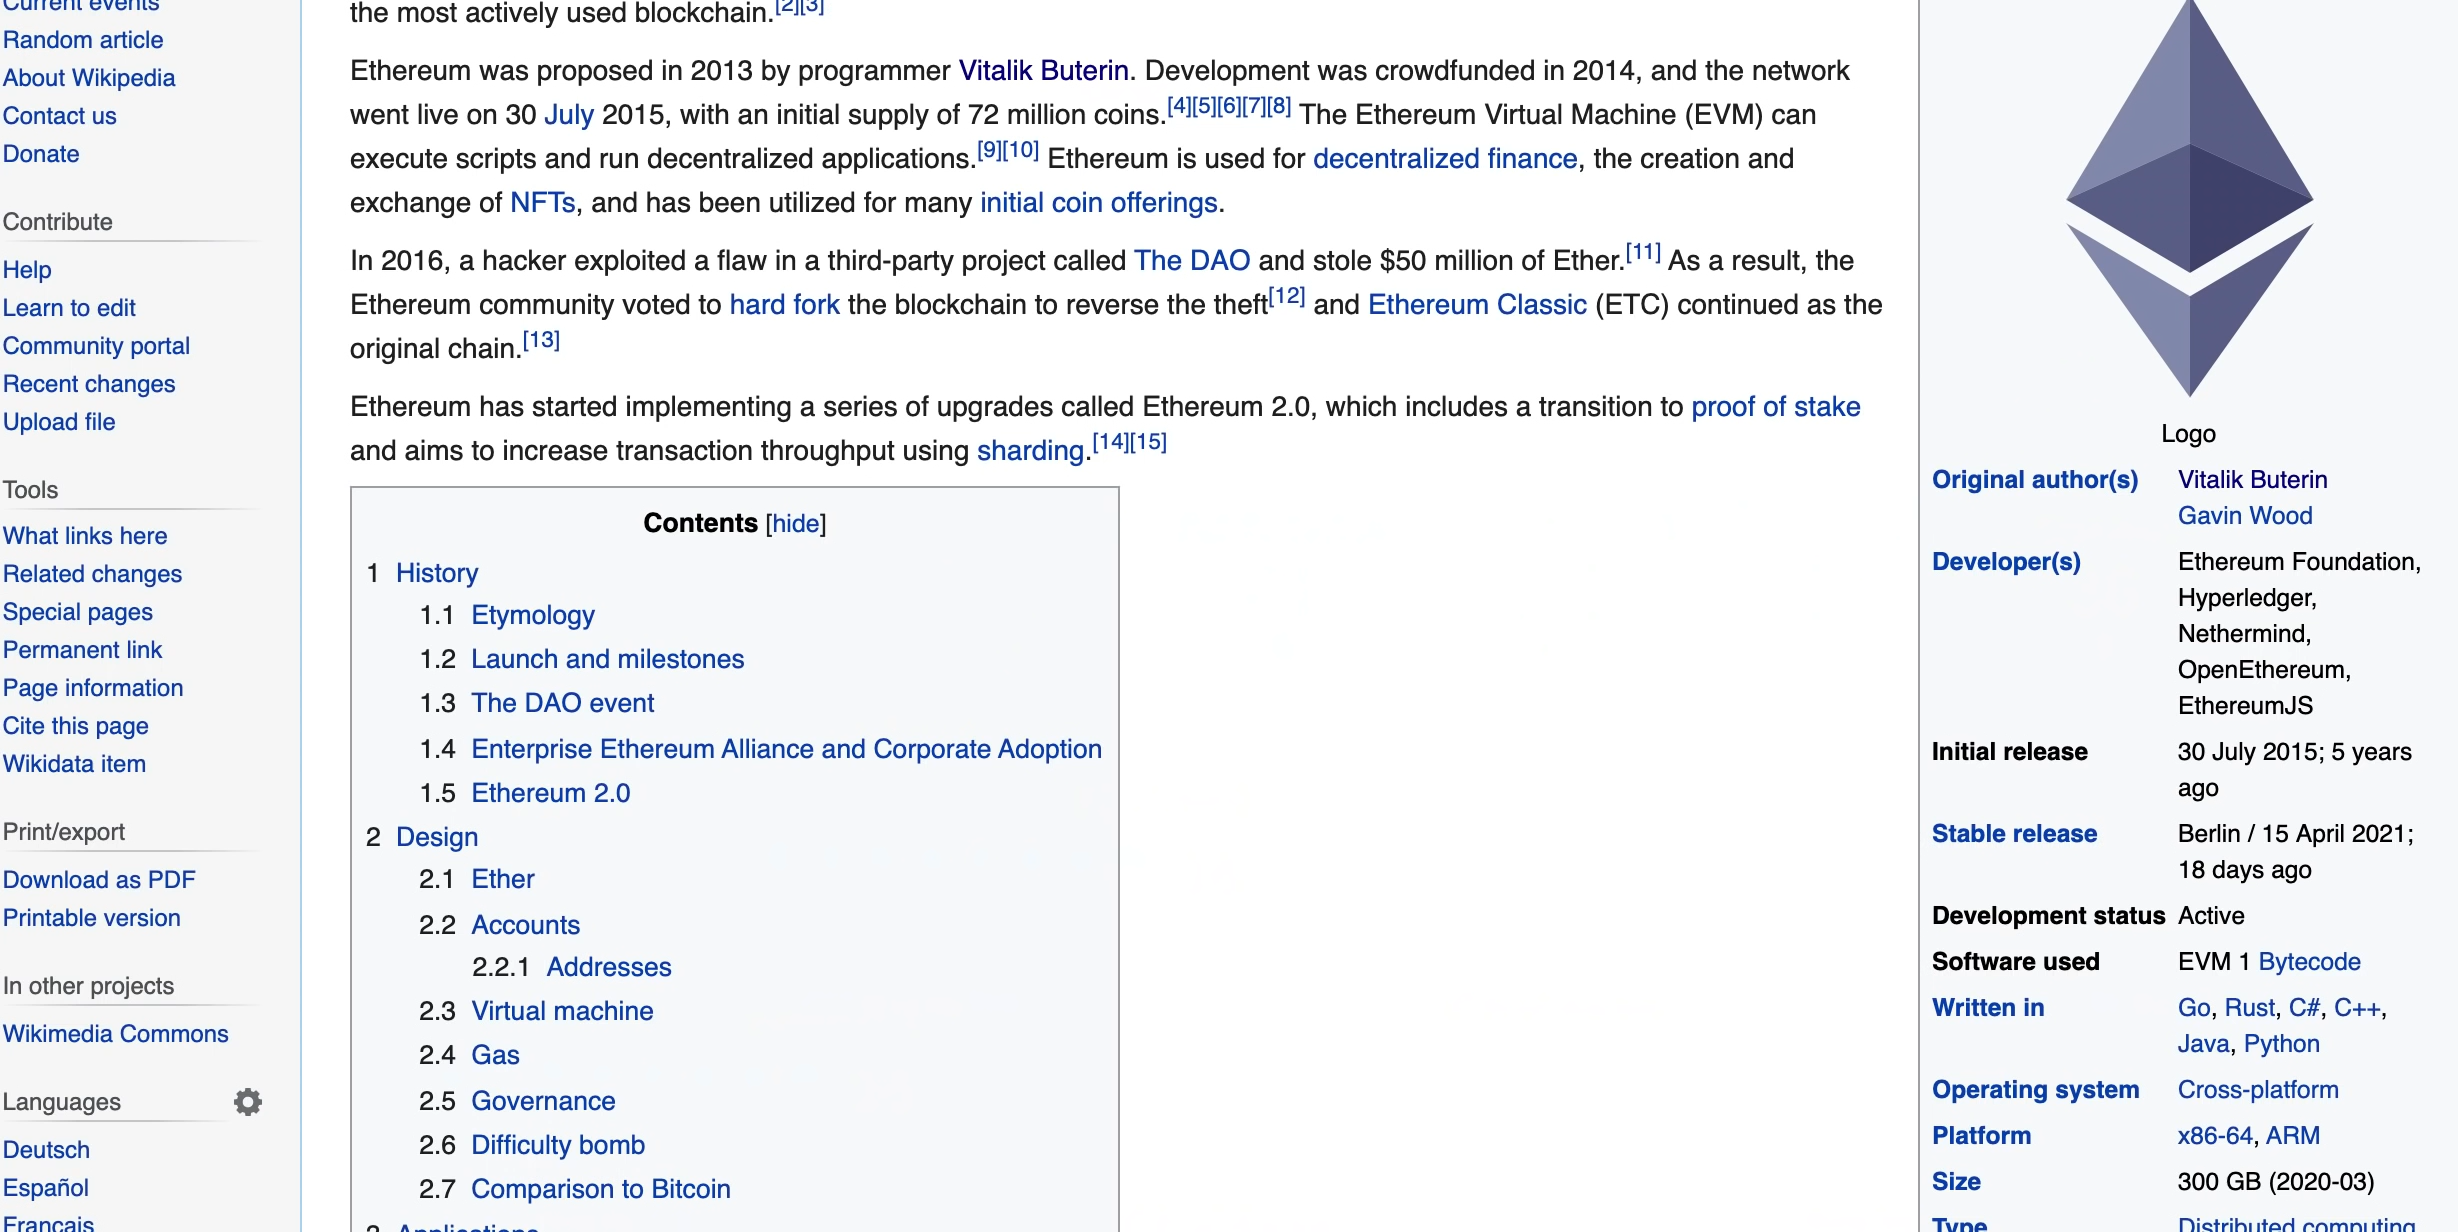 Current events
Random article
About Wikipedia
Contact us
Donate
Contribute
Help
Learn to edit
Community portal
Recent changes
Upload file
Tools
What links here
Related changes
Special pages
Permanent link
Page information
Cite this page
Wikidata item
Print/export
Download as PDF
Printable version
In other projects
Wikimedia Commons
Languages
Deutsch
Español
Français
the most actively used blockchain.[2][3]
Ethereum was proposed in 2013 by programmer Vitalik Buterin. Development was crowdfunded in 2014, and the network
went live on 30 July 2015, with an initial supply of 72 million coins.[4][5][6][7][8] The Ethereum Virtual Machine (EVM) can
execute scripts and run decentralized applications.[9][10] Ethereum is used for decentralized finance, the creation and
exchange of NFTs, and has been utilized for many initial coin offerings.
In 2016, a hacker exploited a flaw in a third-party project called The DAO and stole $50 million of Ether.[11] As a result, the
Ethereum community voted to hard fork the blockchain to reverse the theft[12] and Ethereum Classic (ETC) continued as the
original chain.[13]
Ethereum has started implementing a series of upgrades called Ethereum 2.0, which includes a transition to proof of stake
and aims to increase transaction throughput using sharding.[14][15]
Contents [hide]
1 History
1.1 Etymology
1.2 Launch and milestones
1.3 The DAO event
1.4 Enterprise Ethereum Alliance and Corporate Adoption
1.5 Ethereum 2.0
2 Design
2.1 Ether
2.2 Accounts
2.2.1 Addresses
2.3 Virtual machine
2.4 Gas
2.5 Governance
2.6 Difficulty bomb
2.7 Comparison to Bitcoin
3 Applications
Logo
Original author(s) Vitalik Buterin
Gavin Wood
Developer(s) Ethereum Foundation,
Hyperledger,
Nethermind,
OpenEthereum,
EthereumJS
Initial release 30 July 2015; 5 years
ago
Stable release Berlin / 15 April 2021;
18 days ago
Development status Active
Software used EVM 1 Bytecode
Written in Go, Rust, C#, C++,
Java, Python
Operating system Cross-platform
Platform x86-64, ARM
Size 300 GB (2020-03)
Type Distributed computing